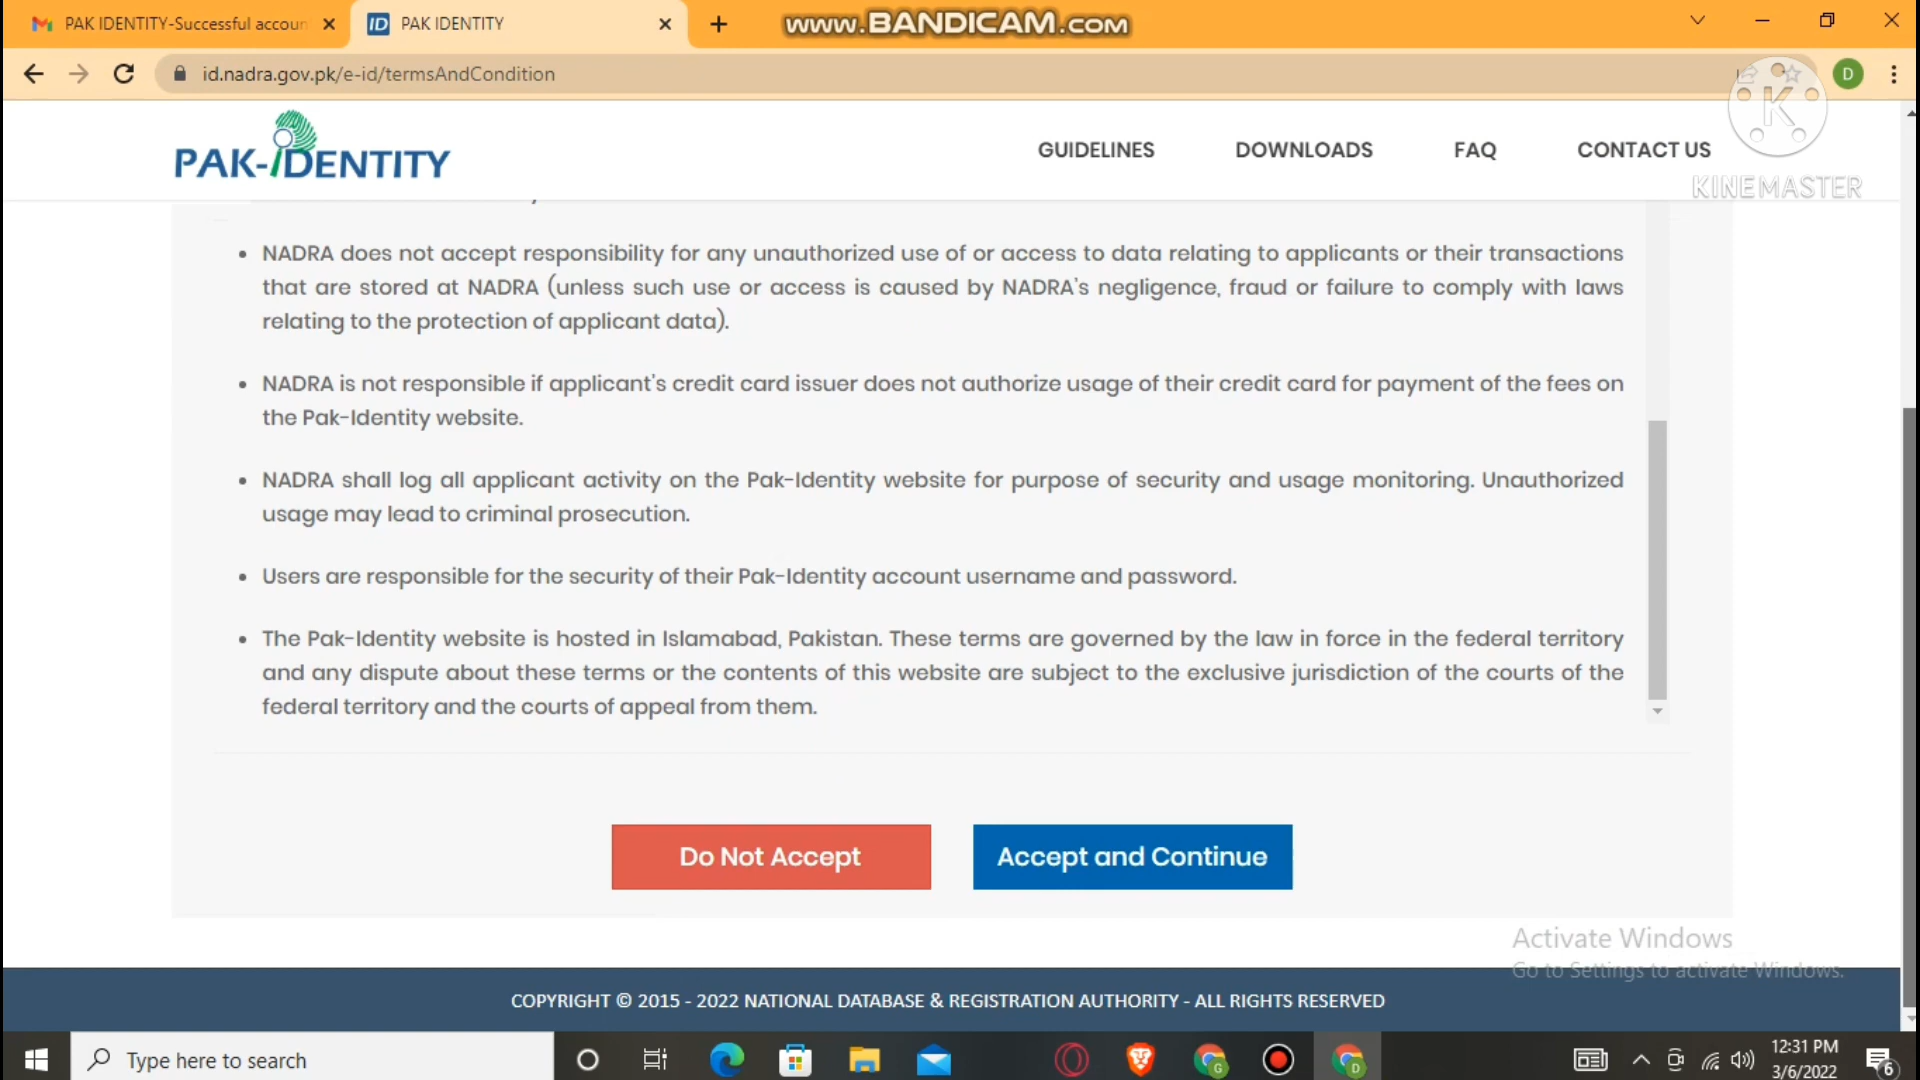 PAK IDENTITY-Successful accoun
PAK IDENTITY
www.BANDICAM.com
id.nadra.gov.pk/e-id/termsAndCondition
D
K
KINEMASTER
PAK-IDENTITY
GUIDELINES
DOWNLOADS
FAQ
CONTACT US
• NADRA does not accept responsibility for any unauthorized use of or access to data relating to applicants or their transactions
that are stored at NADRA (unless such use or access is caused by NADRA's negligence, fraud or failure to comply with laws
relating to the protection of applicant data).
• NADRA is not responsible if applicant's credit card issuer does not authorize usage of their credit card for payment of the fees on
the Pak-Identity website.
• NADRA shall log all applicant activity on the Pak-Identity website for purpose of security and usage monitoring. Unauthorized
usage may lead to criminal prosecution.
• Users are responsible for the security of their Pak-Identity account username and password.
• The Pak-Identity website is hosted in Islamabad, Pakistan. These terms are governed by the law in force in the federal territory
and any dispute about these terms or the contents of this website are subject to the exclusive jurisdiction of the courts of the
federal territory and the courts of appeal from them.
Do Not Accept
Accept and Continue
Activate Windows
Go to Settings to activate Windows.
COPYRIGHT © 2015 - 2022 NATIONAL DATABASE & REGISTRATION AUTHORITY - ALL RIGHTS RESERVED
Type here to search
12:31 PM
3/6/2022
6